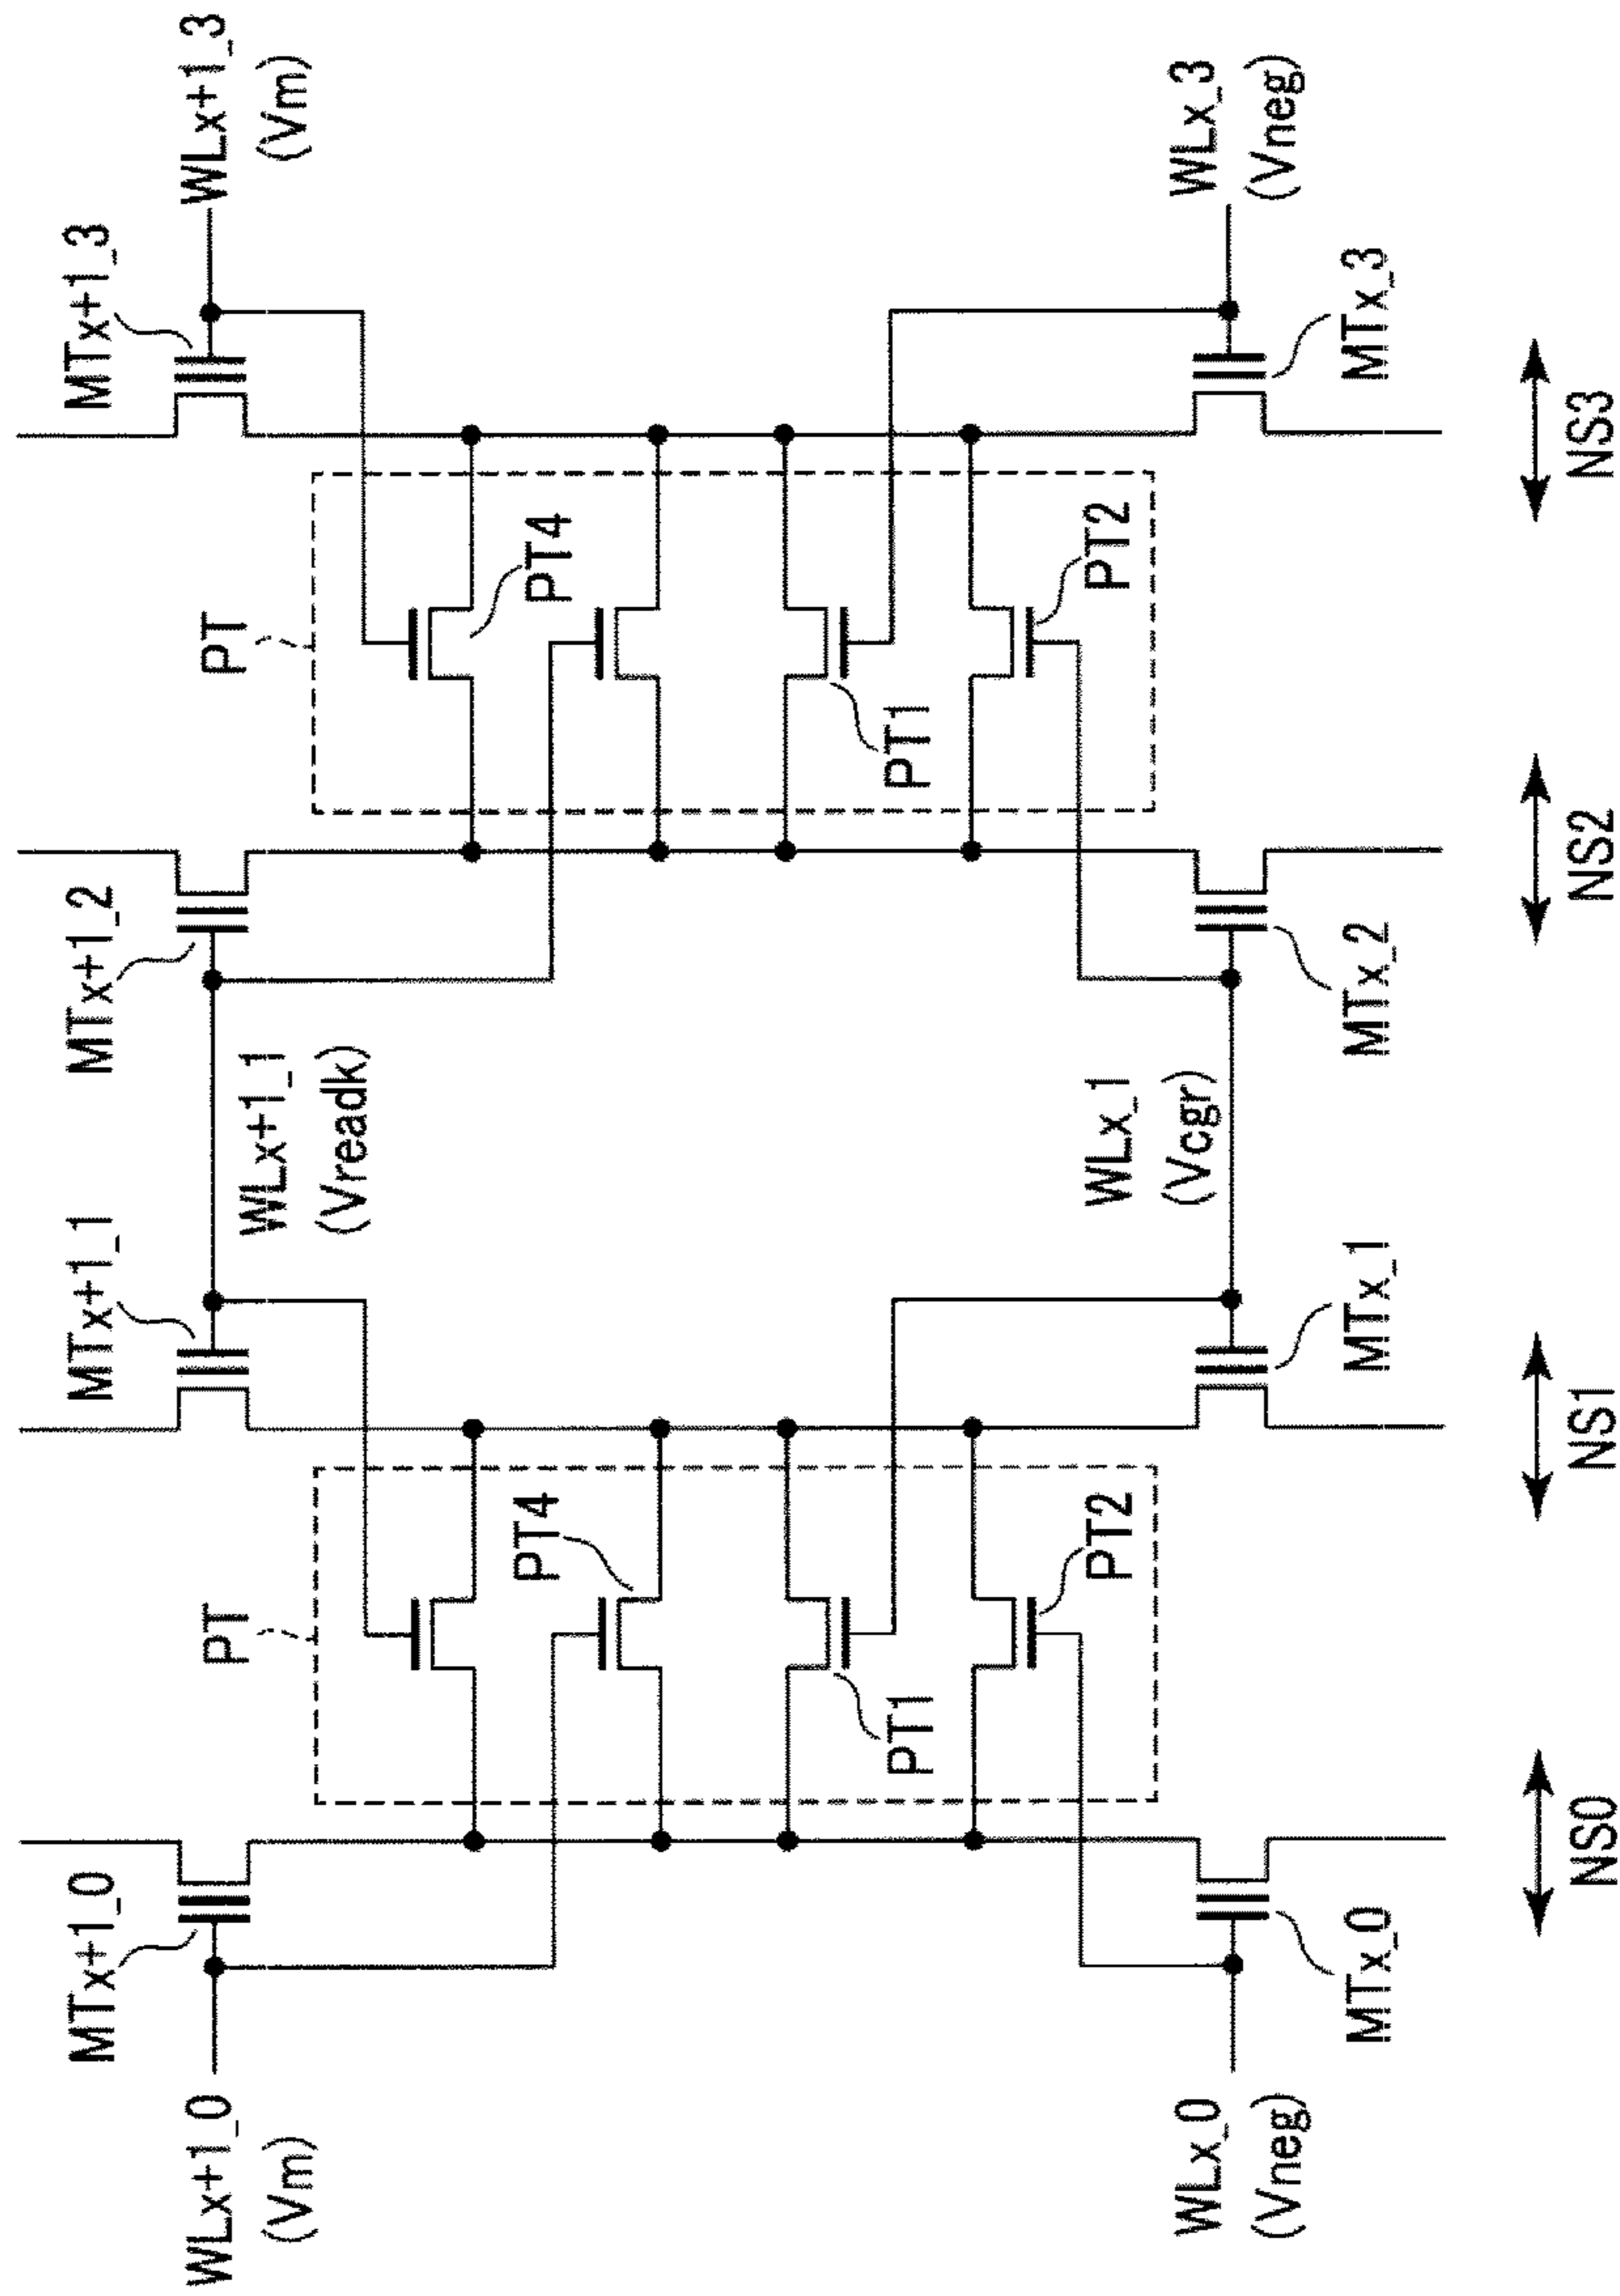 MTx+1_0
MTx+1_1
MTx+1_2
MTx+1_3
WLx+1_0
(Vm)
WLx+1_1
(Vreadk)
WLx+1_3
(Vm)
PT
PT
PT4
PT4
PT1
PT1
PT2
PT2
WLx_0
(Vneg)
WLx_1
(Vcgr)
WLx_3
(Vneg)
MTx_0
MTx_1
MTx_2
MTx_3
NS0
NS1
NS2
NS3